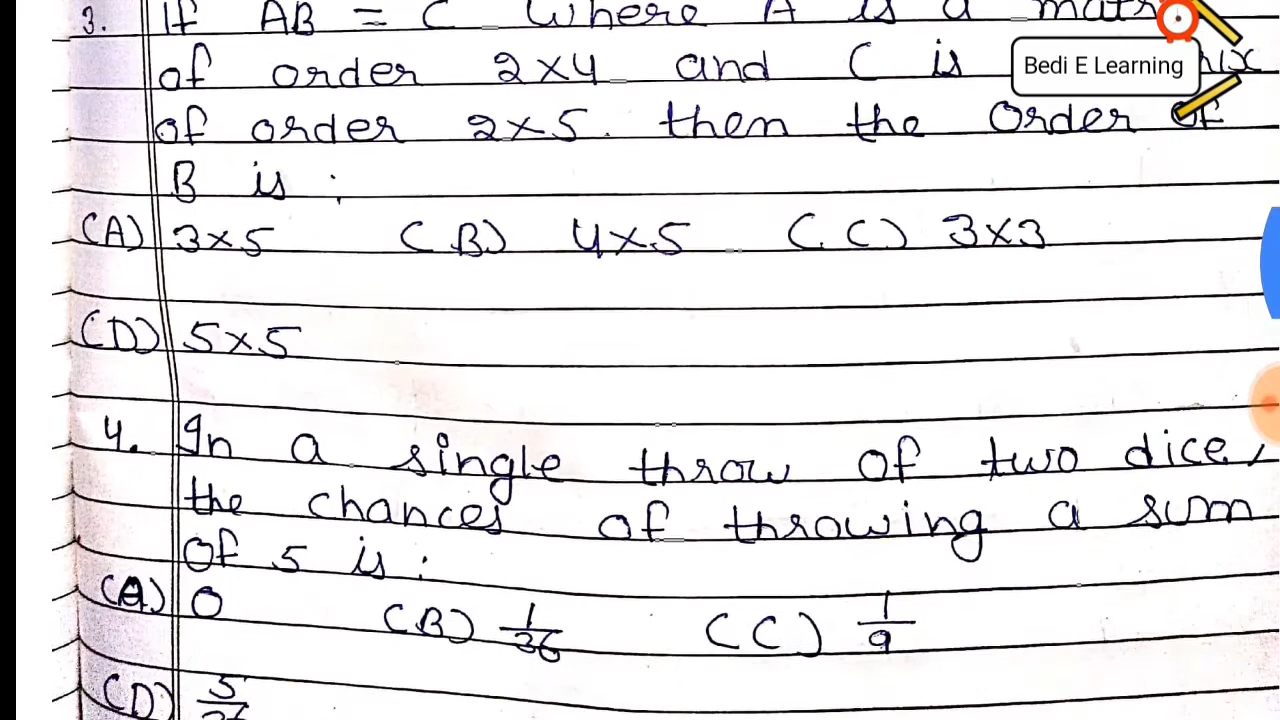 3. If AB = C where A is a
of order 2×4 and C is
Bedi E Learning
of order 2×5. then the Order of
B is :
(A) 3×5 (B) 4×5 (C) 3×3
(D) 5×5
4. In a single throw of two dice,
the chances of throwing a sum
of 5 is :
(A) 0 (B) 1/36 (C) 1/9
(D)